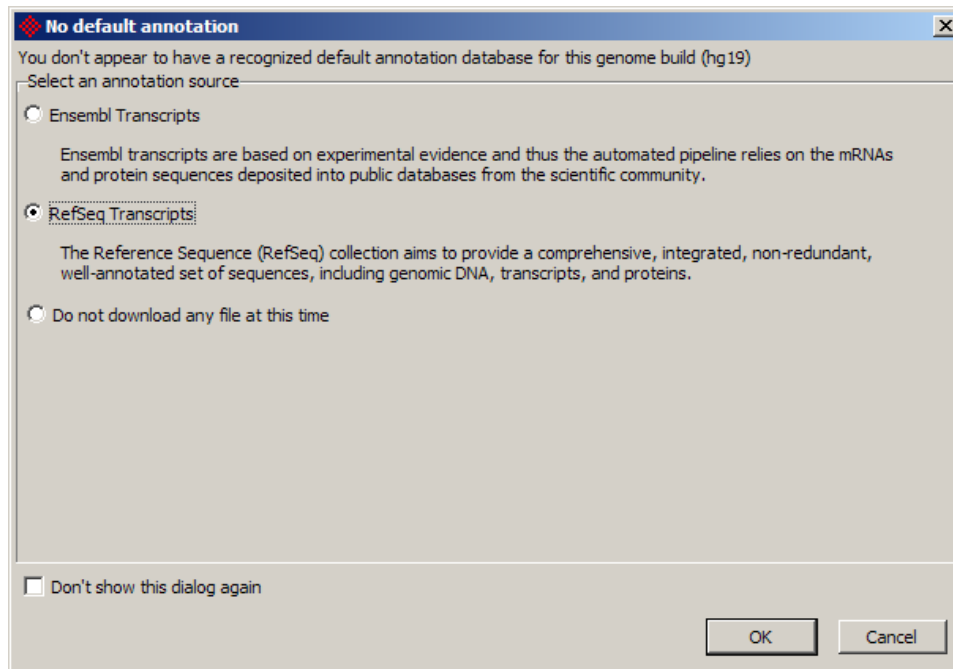 No default annotation
You don't appear to have a recognized default annotation database for this genome build (hg19)
Select an annotation source
Ensembl Transcripts
Ensembl transcripts are based on experimental evidence and thus the automated pipeline relies on the mRNAs
and protein sequences deposited into public databases from the scientific community.
RefSeq Transcripts
The Reference Sequence (RefSeq) collection aims to provide a comprehensive, integrated, non-redundant,
well-annotated set of sequences, including genomic DNA, transcripts, and proteins.
Do not download any file at this time
Don't show this dialog again
OK Cancel